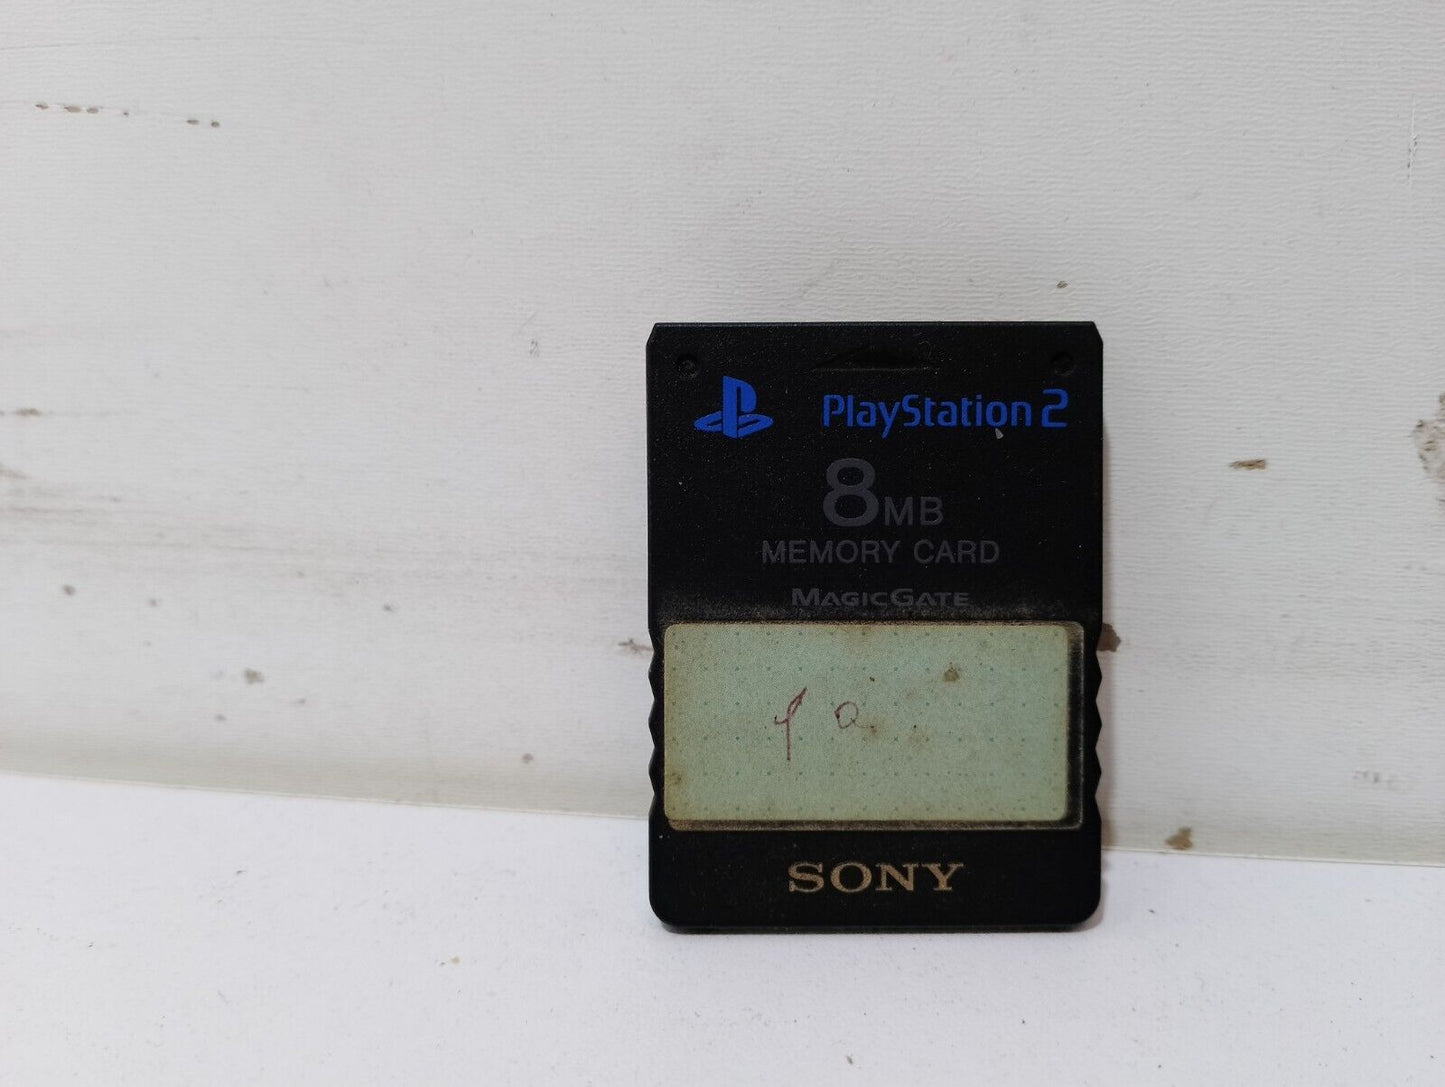 PlayStation 2
8MB
MEMORY CARD
MAGICGATE
SONY